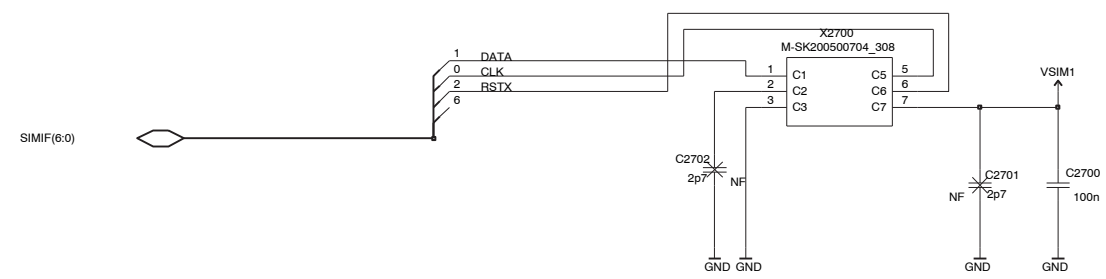 X2700
M-SK200500704_308
1 DATA
0 CLK
2 RSTX
6
1 C1 C5 5
2 C2 C6 6
3 C3 C7 7
VSIM1
SIMIF(6:0)
C2702
2p7 NF
C2701
NF 2p7
C2700
100n
GND GND GND GND